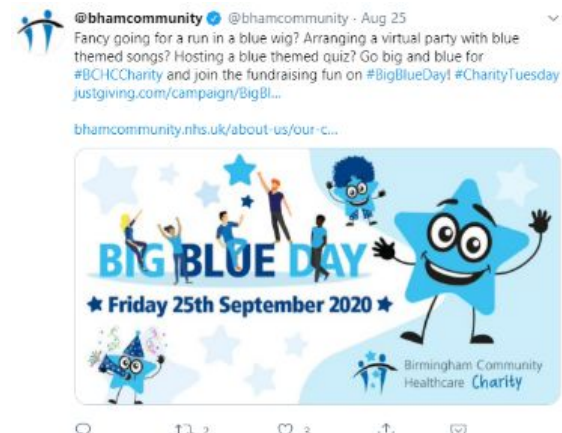 @bhamcommunity @bhamcommunity · Aug 25
Fancy going for a run in a blue wig? Arranging a virtual party with blue
themed songs? Hosting a blue themed quiz? Go big and blue for
#BCHCCharity and join the fundraising fun on #BigBlueDay! #CharityTuesday
justgiving.com/campaign/BigBl...
bhamcommunity.nhs.uk/about-us/our-c...
BIG BLUE DAY
★ Friday 25th September 2020 ★
Birmingham Community
Healthcare Charity
2 3